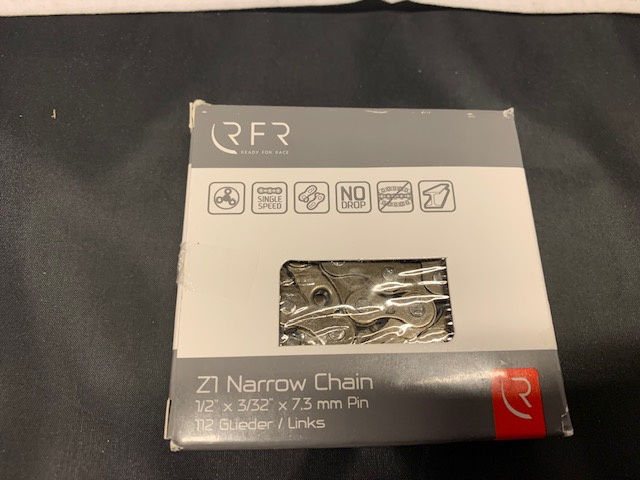 RFR
READY FOR RACE
SINGLE
SPEED
NO
DROP
Z1 Narrow Chain
1/2" x 3/32" x 7.3 mm Pin
112 Glieder / Links